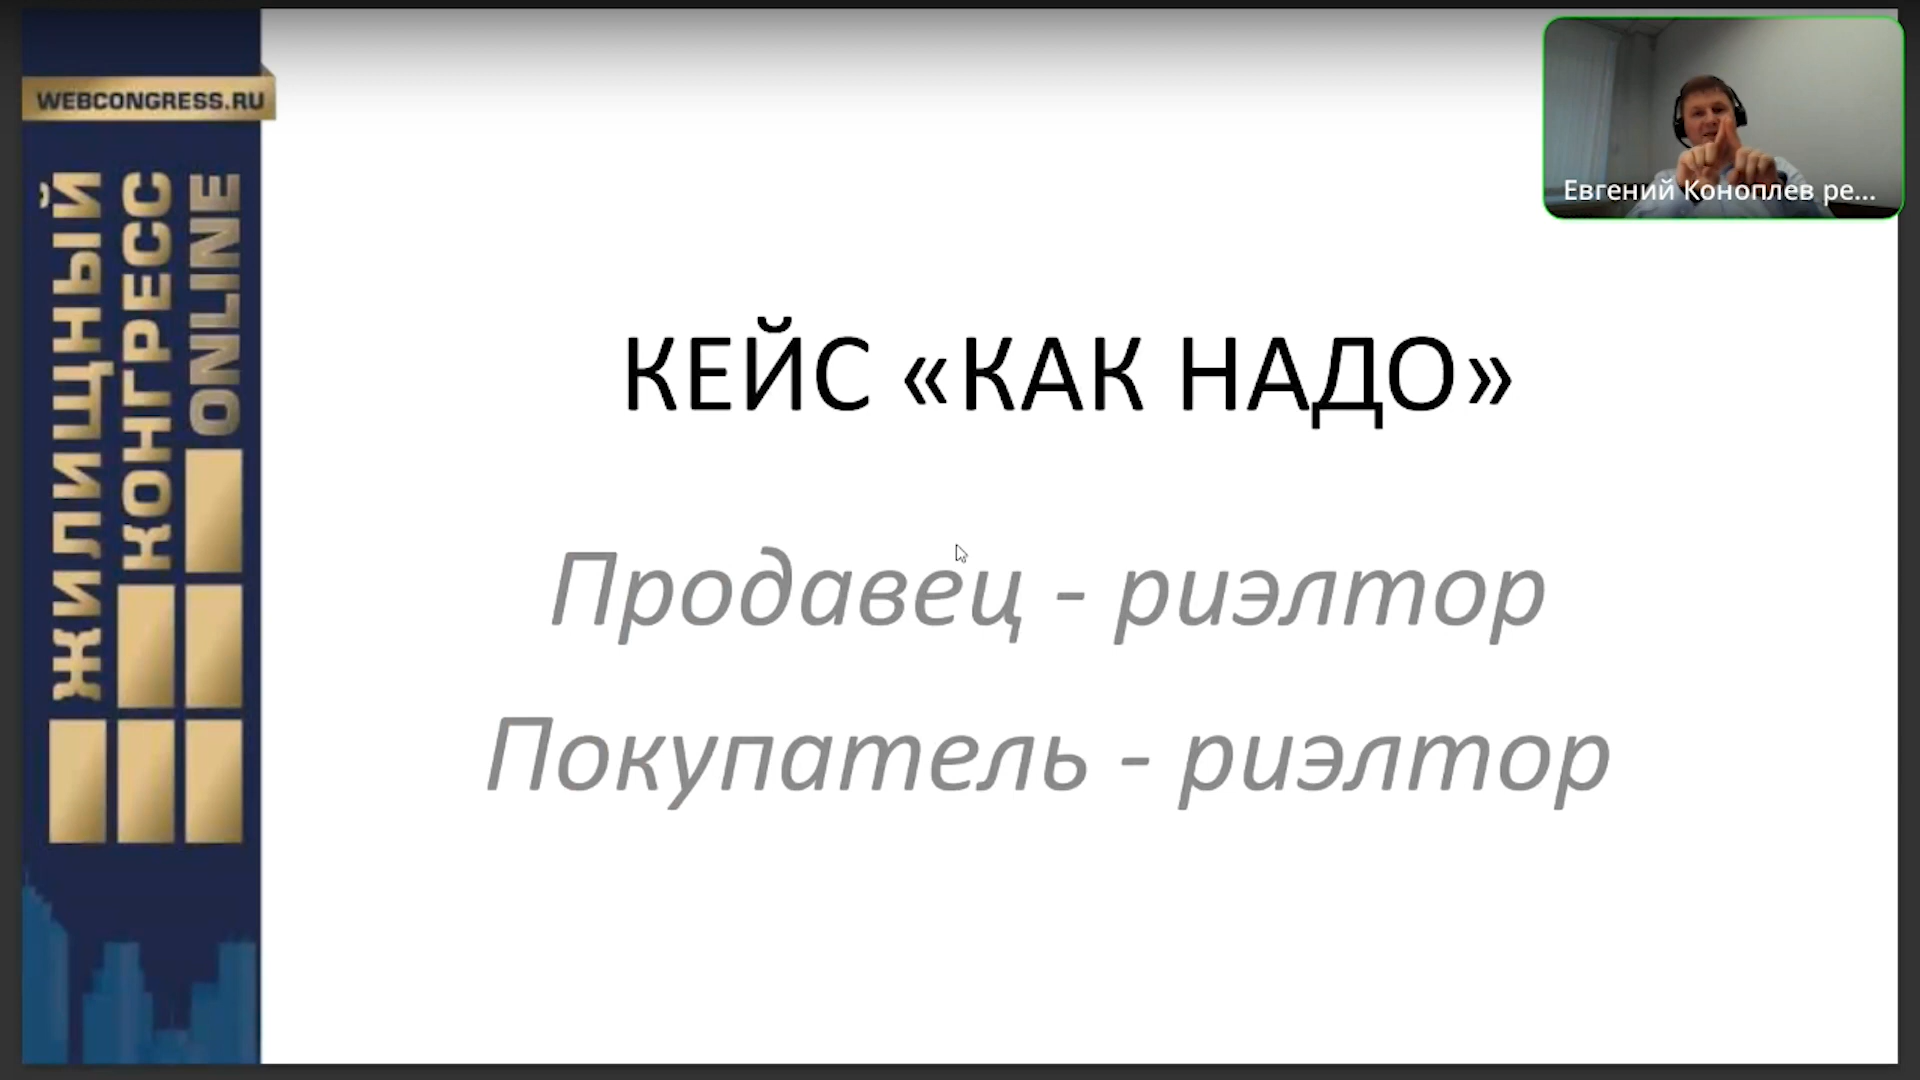 WEBCONGRESS.RU
ЖИЛИЩНЫЙ
КОНГРЕСС
ONLINE
Евгений Коноплев ре...
КЕЙС «КАК НАДО»
Продавец - риэлтор
Покупатель - риэлтор